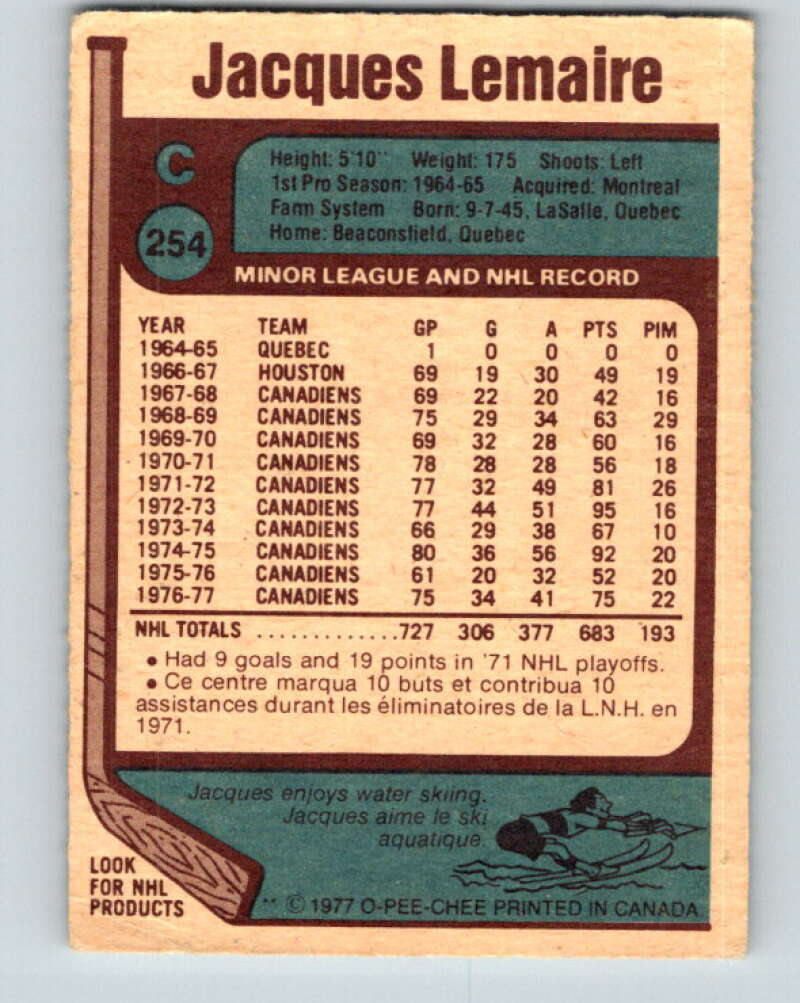 Jacques Lemaire
C
254
Height: 5'10" Weight: 175 Shoots: Left
1st Pro Season: 1964-65 Acquired: Montreal
Farm System Born: 9-7-45, LaSalle, Quebec
Home: Beaconsfield, Quebec
MINOR LEAGUE AND NHL RECORD
YEAR TEAM GP G A PTS PIM
1964-65 QUEBEC 1 0 0 0 0
1966-67 HOUSTON 69 19 30 49 19
1967-68 CANADIENS 69 22 20 42 16
1968-69 CANADIENS 75 29 34 63 29
1969-70 CANADIENS 69 32 28 60 16
1970-71 CANADIENS 78 28 28 56 18
1971-72 CANADIENS 77 32 49 81 26
1972-73 CANADIENS 77 44 51 95 16
1973-74 CANADIENS 66 29 38 67 10
1974-75 CANADIENS 80 36 56 92 20
1975-76 CANADIENS 61 20 32 52 20
1976-77 CANADIENS 75 34 41 75 22
NHL TOTALS .............727 306 377 683 193
• Had 9 goals and 19 points in '71 NHL playoffs.
• Ce centre marqua 10 buts et contribua 10
assistances durant les éliminatoires de la L.N.H. en
1971.
Jacques enjoys water skiing.
Jacques aime le ski
aquatique.
LOOK
FOR NHL
PRODUCTS
** © 1977 O-PEE-CHEE PRINTED IN CANADA